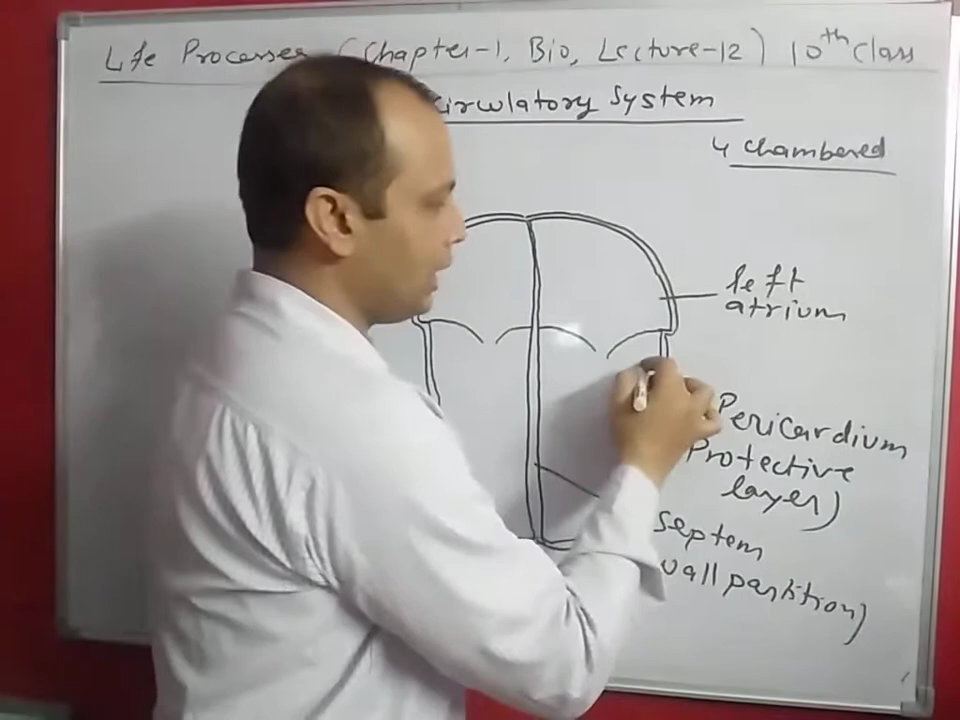 Life Processes (Chapter-1, Bio, Lecture-12) 10th class
Circulatory System
4 chambered
left
atrium
Pericardium
Protective
layer)
septem
wall partition)